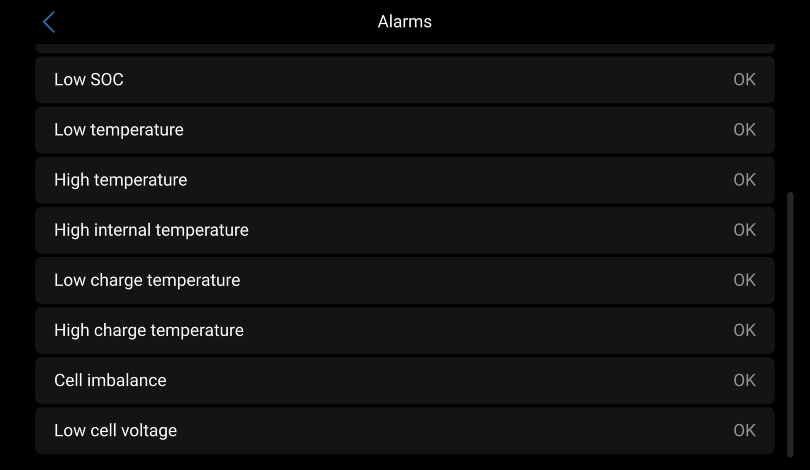 Alarms
Low SOC OK
Low temperature OK
High temperature OK
High internal temperature OK
Low charge temperature OK
High charge temperature OK
Cell imbalance OK
Low cell voltage OK